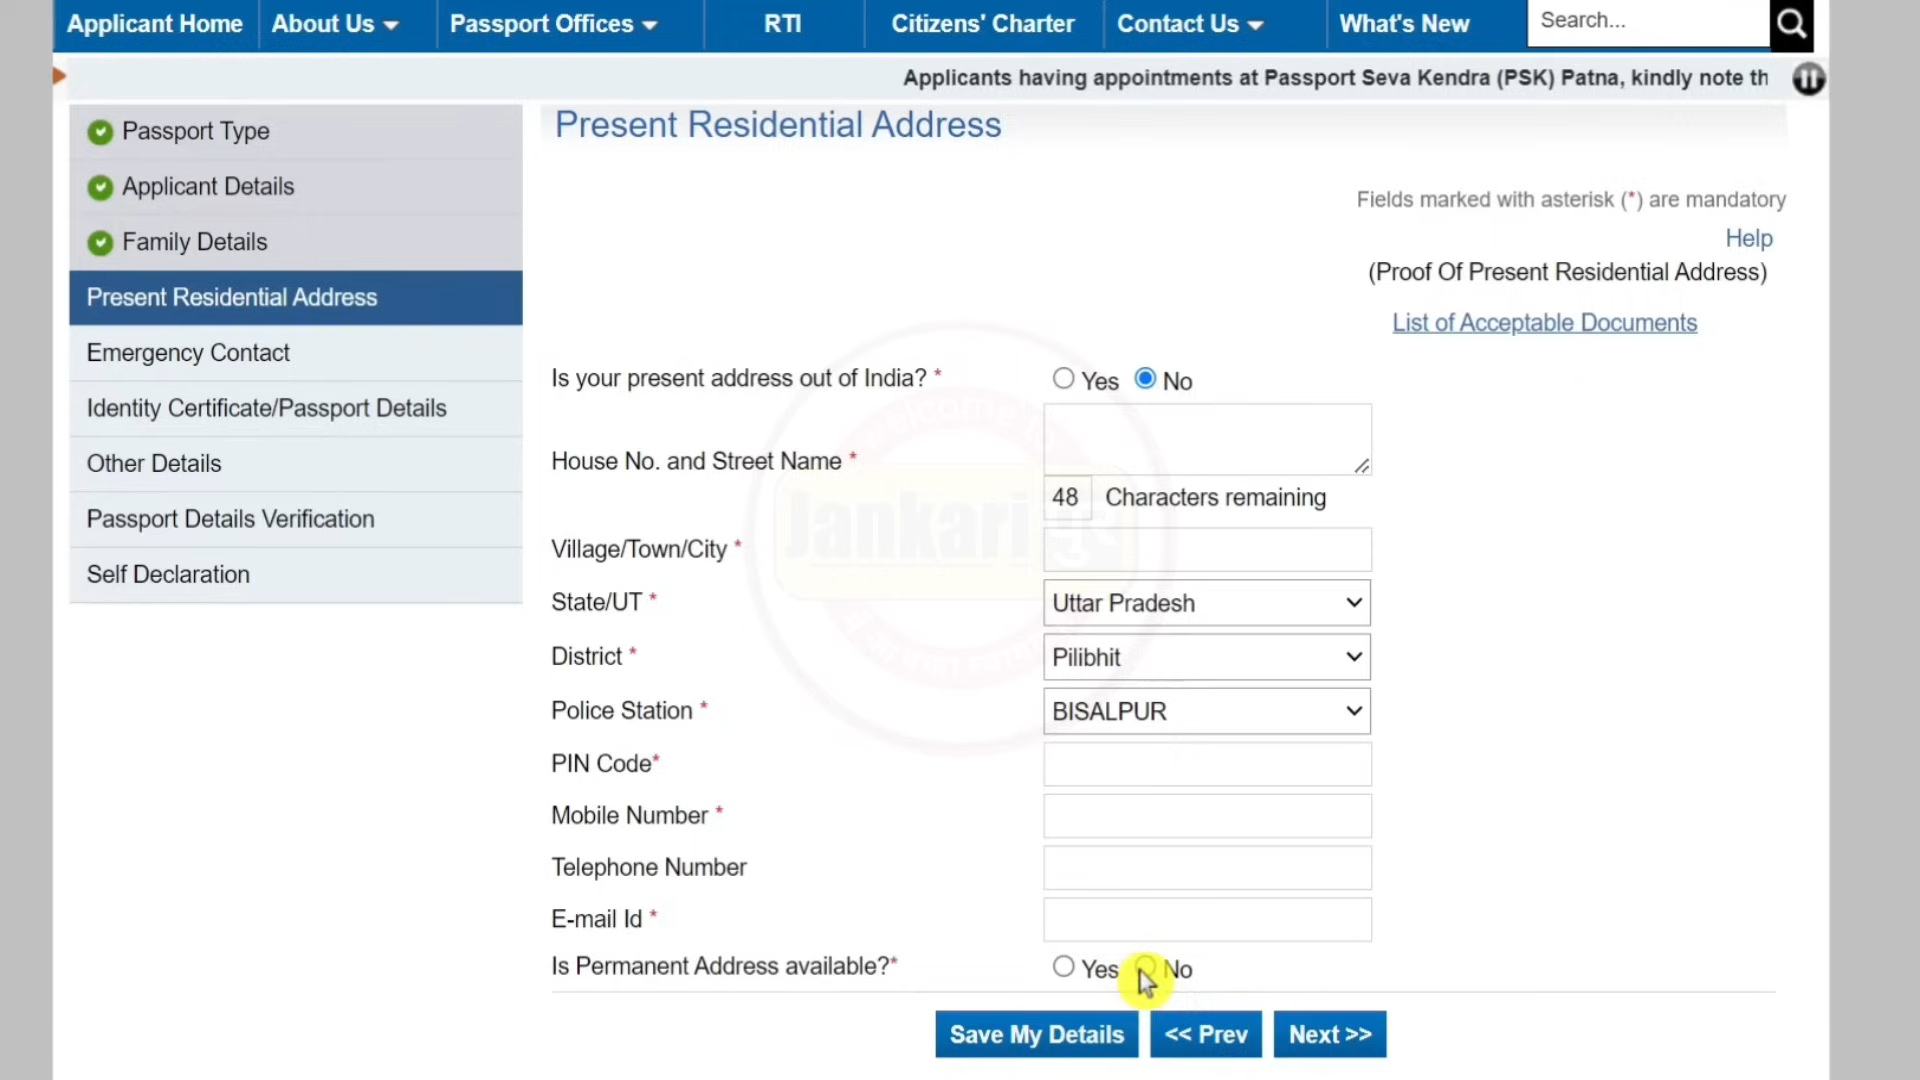 Applicant Home About Us Passport Offices RTI Citizens' Charter Contact Us What's New Search...
Applicants having appointments at Passport Seva Kendra (PSK) Patna, kindly note th
Passport Type
Applicant Details
Family Details
Present Residential Address
Emergency Contact
Identity Certificate/Passport Details
Other Details
Passport Details Verification
Self Declaration
Present Residential Address
Fields marked with asterisk (*) are mandatory
Help
(Proof Of Present Residential Address)
List of Acceptable Documents
Is your present address out of India? * Yes No
House No. and Street Name *
48 Characters remaining
Village/Town/City *
State/UT * Uttar Pradesh
District * Pilibhit
Police Station * BISALPUR
PIN Code*
Mobile Number *
Telephone Number
E-mail Id *
Is Permanent Address available?* Yes No
Save My Details << Prev Next >>
Welcome To
Jankari